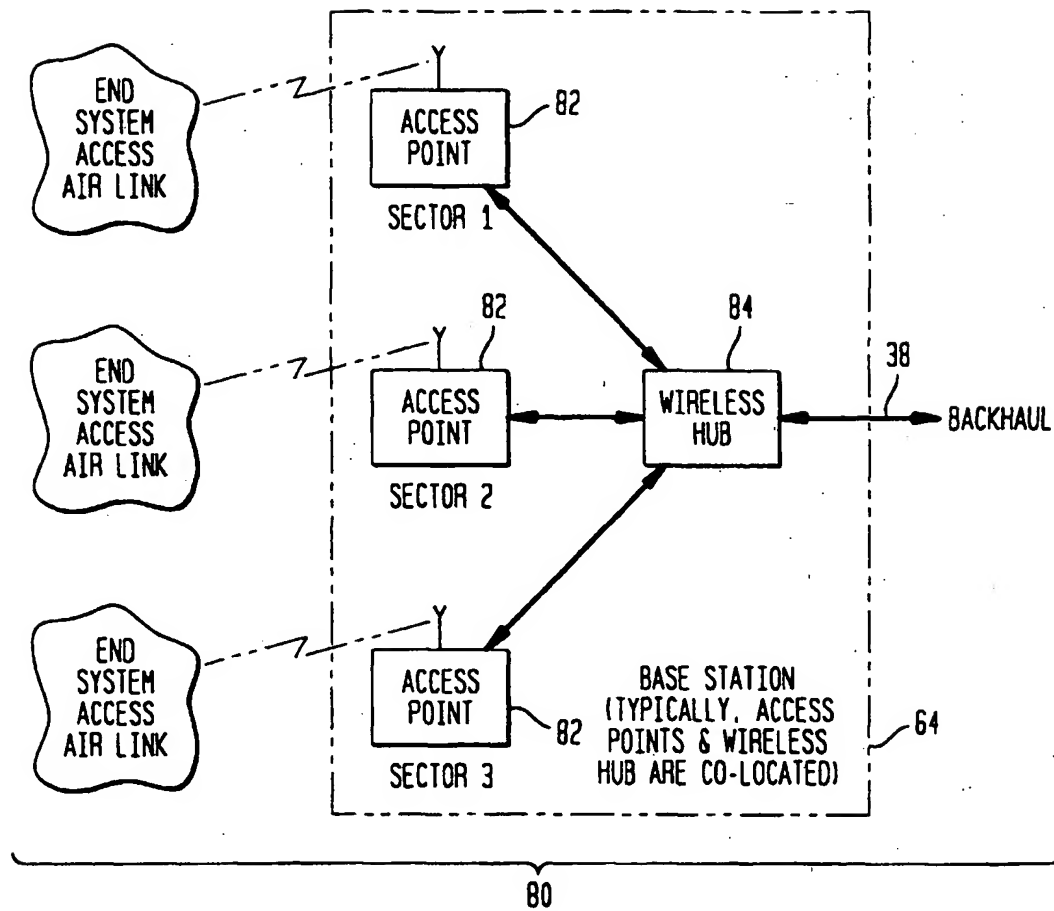 END
SYSTEM
ACCESS
AIR LINK
ACCESS
POINT
82
SECTOR 1
END
SYSTEM
ACCESS
AIR LINK
82
ACCESS
POINT
SECTOR 2
84
WIRELESS
HUB
38
BACKHAUL
END
SYSTEM
ACCESS
AIR LINK
ACCESS
POINT
82
SECTOR 3
BASE STATION
(TYPICALLY, ACCESS
POINTS & WIRELESS
HUB ARE CO-LOCATED)
64
80